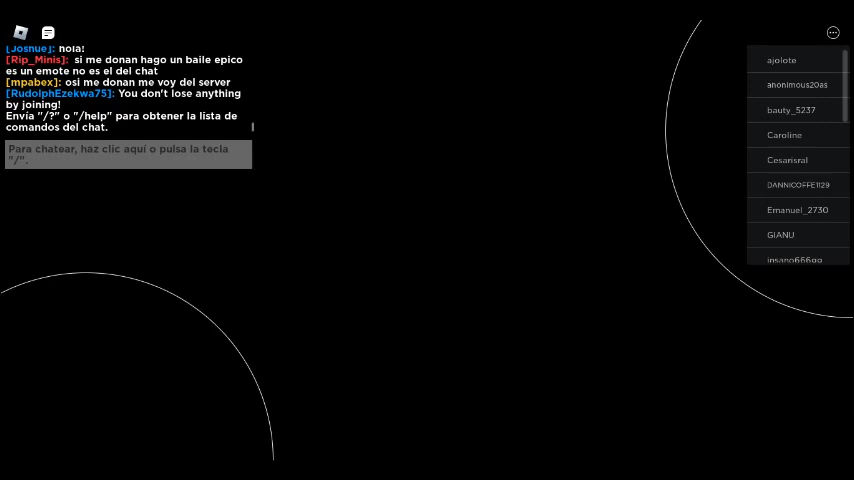 [Joshue]: hola!
[Rip_Minis]: si me donan hago un baile epico
es un emote no es el del chat
[mpabex]: osi me donan me voy del server
[RudolphEzekwa75]: You don't lose anything
by joining!
Envía "/?" o "/help" para obtener la lista de
comandos del chat.
Para chatear, haz clic aquí o pulsa la tecla
"/".
ajolote
anonimous20as
bauty_5237
Caroline
Cesarisral
DANNICOFFE1129
Emanuel_2730
GIANU
insano666gg